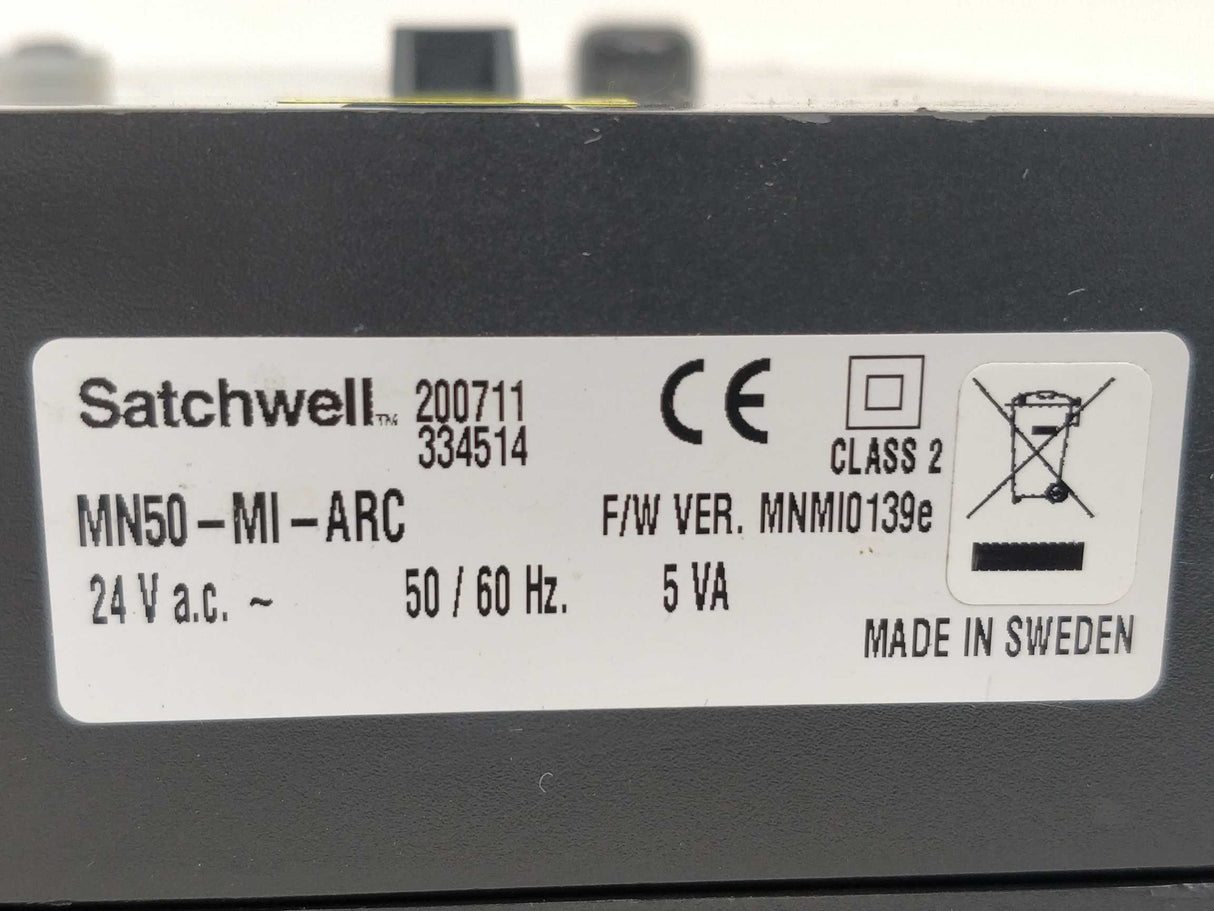 Satchwell™ 200711
334514
CE
CLASS 2
MN50-MI-ARC
F/W VER. MNMI0139e
24 V a.c. ~ 50 / 60 Hz. 5 VA
MADE IN SWEDEN